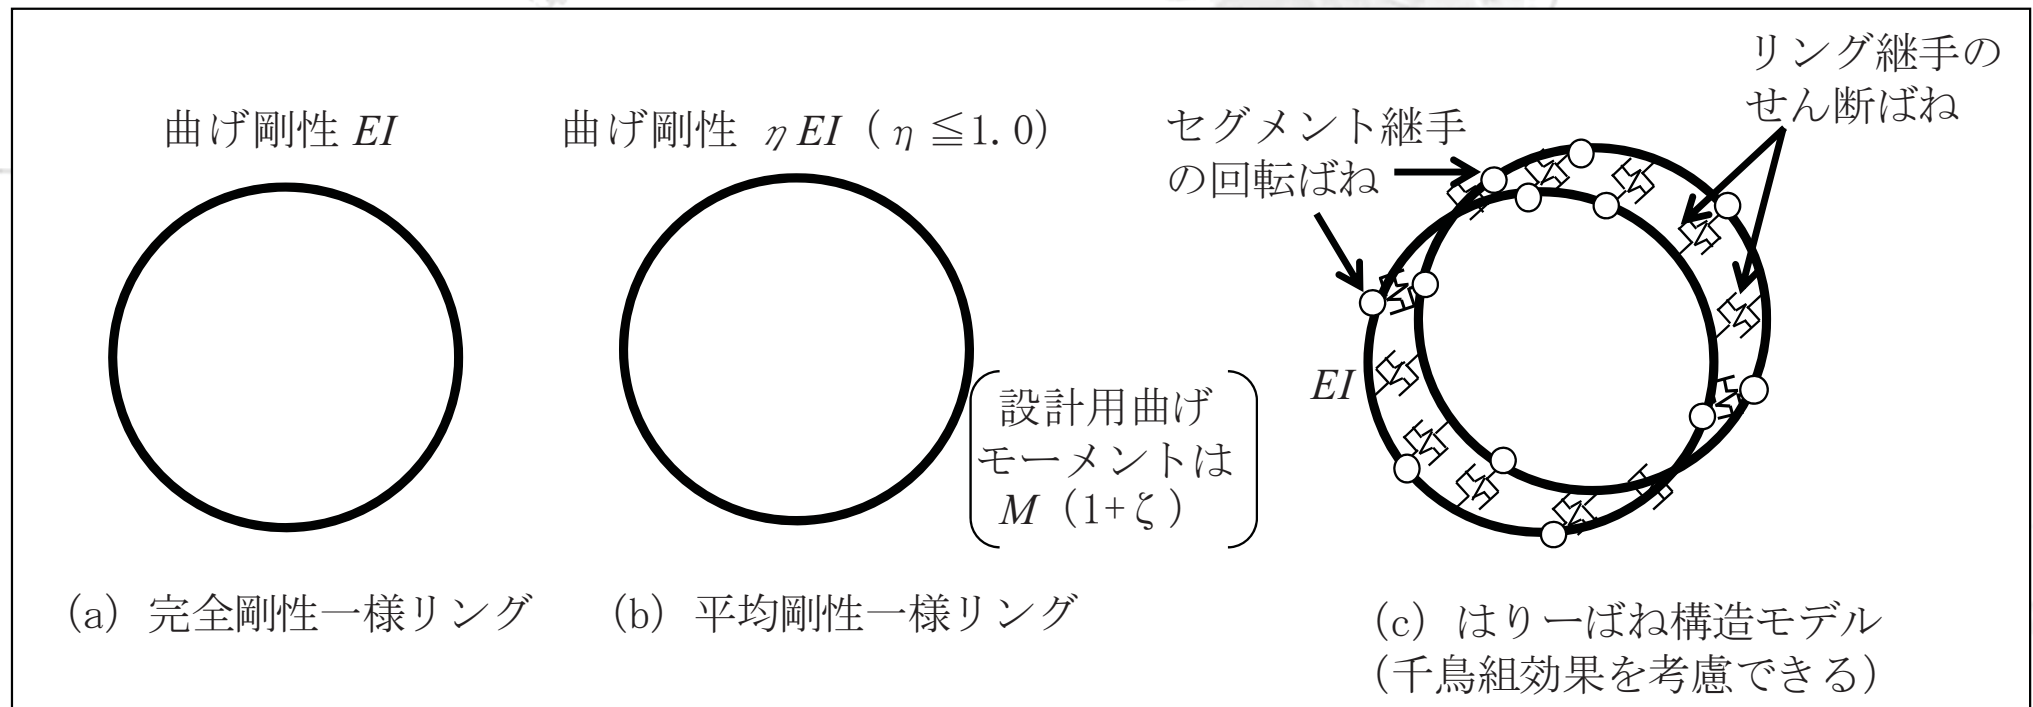 曲げ剛性 EI
曲げ剛性 ηEI（η≦1.0）
設計用曲げ
モーメントは
M（1+ζ）
セグメント継手
の回転ばね
リング継手の
せん断ばね
EI
(a) 完全剛性一様リング
(b) 平均剛性一様リング
(c) はりーばね構造モデル
（千鳥組効果を考慮できる）